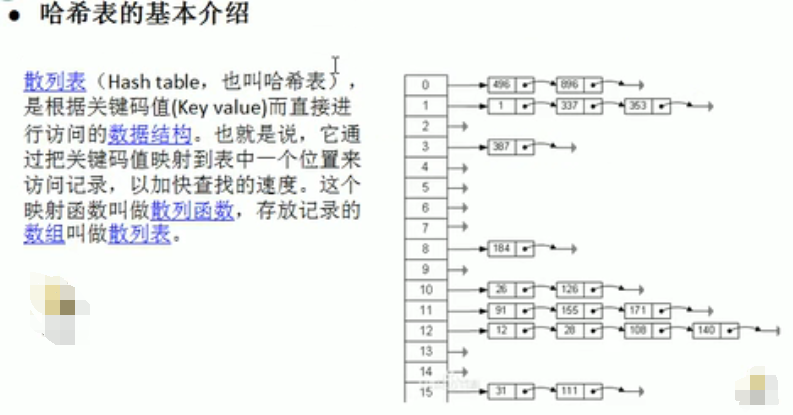 哈希表的基本介绍
散列表（Hash table，也叫哈希表），
是根据关键码值(Key value)而直接进
行访问的数据结构。也就是说，它通
过把关键码值映射到表中一个位置来
访问记录，以加快查找的速度。这个
映射函数叫做散列函数，存放记录的
数组叫做散列表。
0 496 896
1 1 337 353
2
3 387
4
5
6
7
8 184
9
10 26 126
11 91 155 171
12 12 28 108 140
13
14
15 31 111